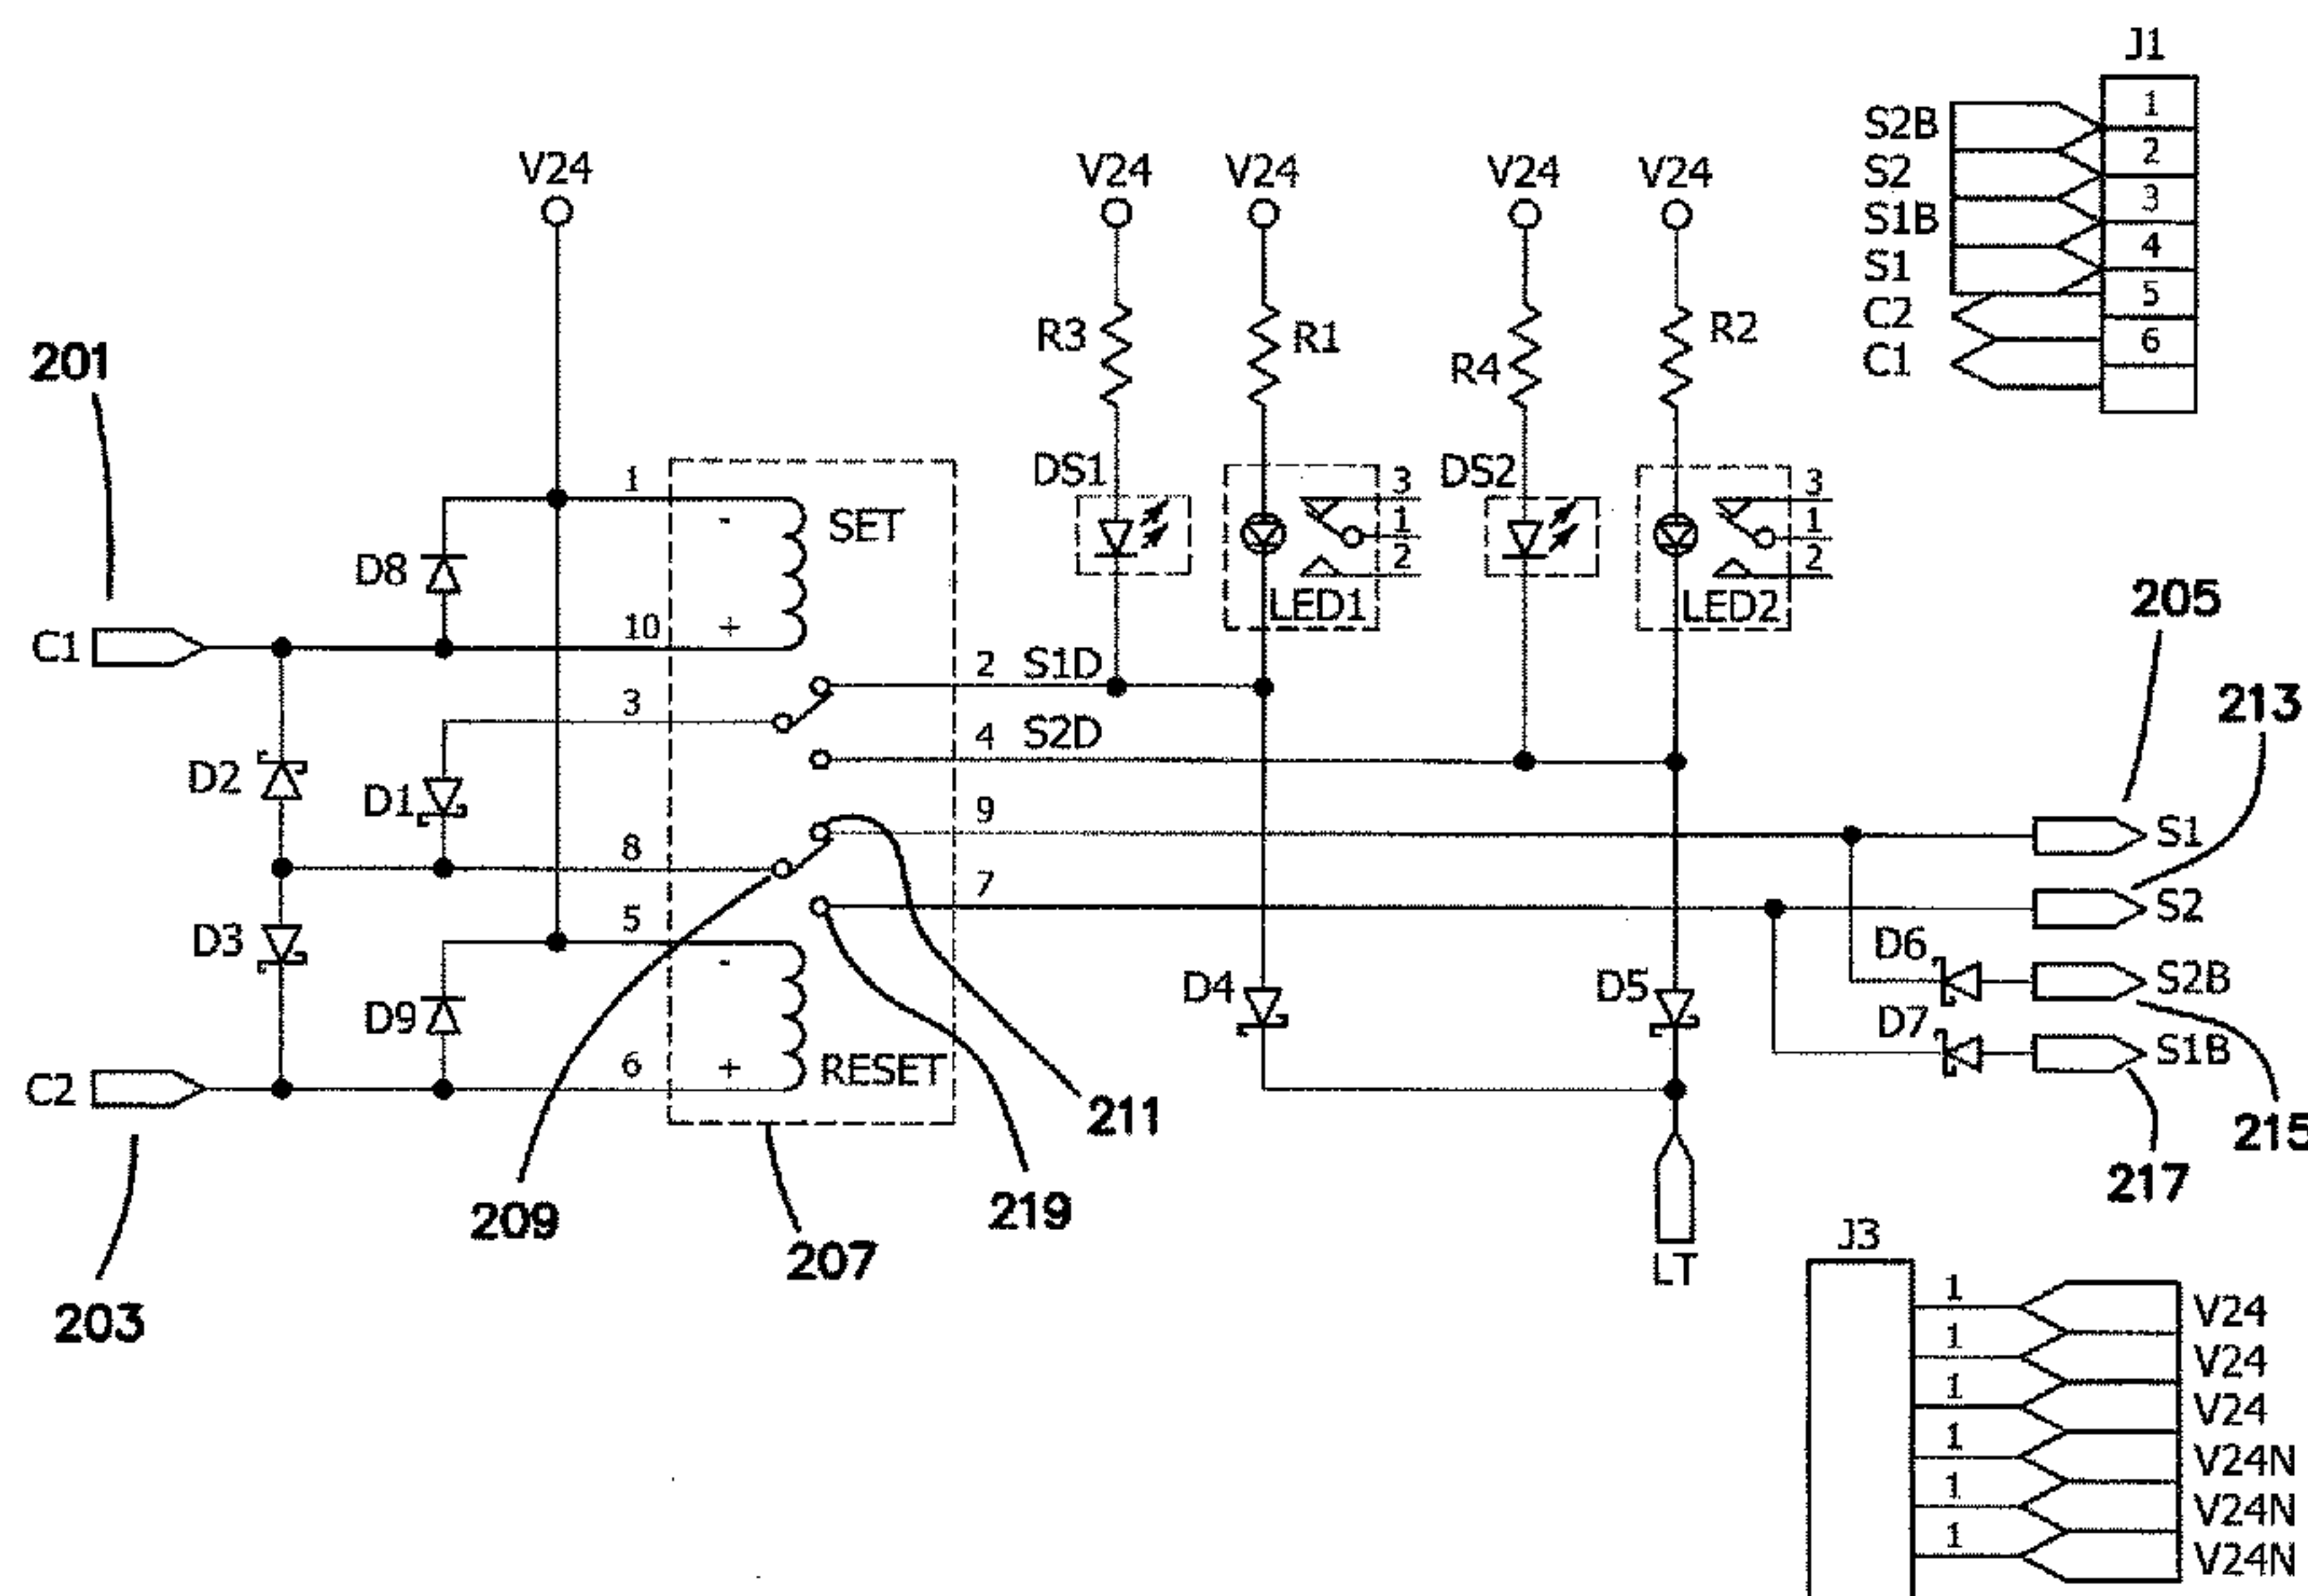 J1
S2B 1
S2 2
S1B 3
S1 4
C2 5
C1 6
V24 V24 V24 V24 V24
R3 R1 R4 R2
201
DS1 DS2
1 - SET
3 3
1 1
2 2
D8
LED1 LED2
205
C1 10 +
2 S1D
213
3
4 S2D
D2 D1
9 S1
8
7 S2
D3 5 -
D6 S2B
D4 D5
D9
D7 S1B
6 + RESET
C2
211
215
217
209 219
207
LT
203
J3
1 V24
1 V24
1 V24
1 V24N
1 V24N
1 V24N